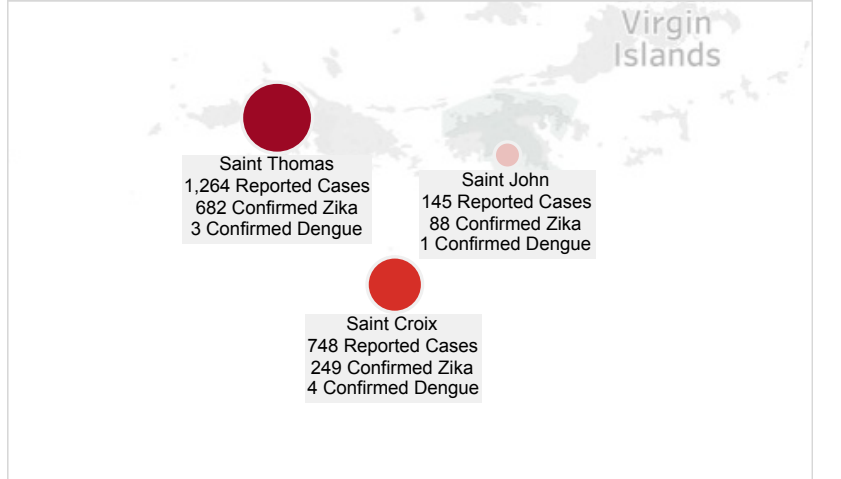 Virgin
Islands
Saint Thomas
1,264 Reported Cases
682 Confirmed Zika
3 Confirmed Dengue
Saint John
145 Reported Cases
88 Confirmed Zika
1 Confirmed Dengue
Saint Croix
748 Reported Cases
249 Confirmed Zika
4 Confirmed Dengue